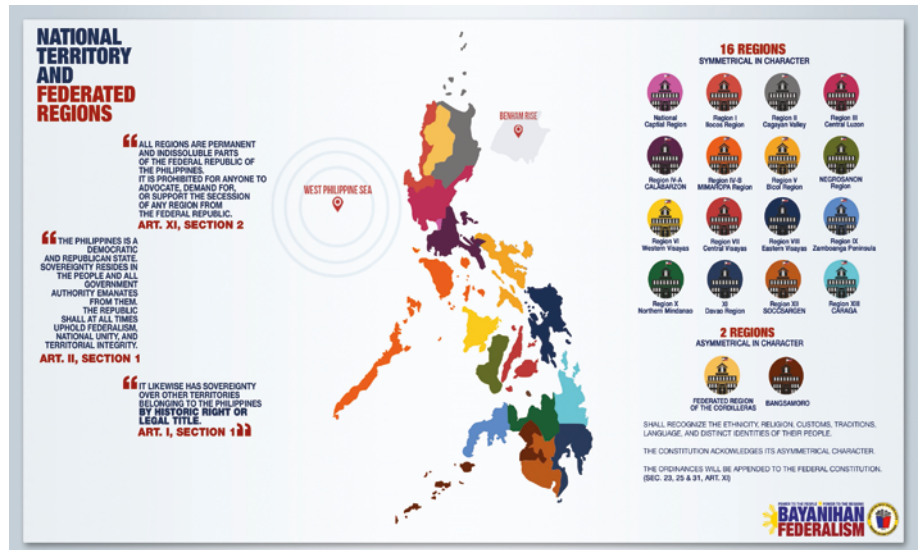 NATIONAL
TERRITORY
AND
FEDERATED
REGIONS
ALL REGIONS ARE PERMANENT
AND INDISSOLUBLE PARTS
OF THE FEDERAL REPUBLIC OF
THE PHILIPPINES.
IT IS PROHIBITED FOR ANYONE TO
ADVOCATE, DEMAND FOR,
OR SUPPORT THE SECESSION
OF ANY REGION FROM
THE FEDERAL REPUBLIC.
ART. XI, SECTION 2
THE PHILIPPINES IS A
DEMOCRATIC
AND REPUBLICAN STATE.
SOVEREIGNTY RESIDES IN
THE PEOPLE AND ALL
GOVERNMENT
AUTHORITY EMANATES
FROM THEM.
THE REPUBLIC
SHALL AT ALL TIMES
UPHOLD FEDERALISM,
NATIONAL UNITY, AND
TERRITORIAL INTEGRITY.
ART. II, SECTION 1
IT LIKEWISE HAS SOVEREIGNTY
OVER OTHER TERRITORIES
BELONGING TO THE PHILIPPINES
BY HISTORIC RIGHT OR
LEGAL TITLE.
ART. I, SECTION 1
WEST PHILIPPINE SEA
BENHAM RISE
16 REGIONS
SYMMETRICAL IN CHARACTER
National
Capital Region
Region I
Ilocos Region
Region II
Cagayan Valley
Region III
Central Luzon
Region IV-A
CALABARZON
Region IV-B
MIMAROPA Region
Region V
Bicol Region
NEGROSANON
Region
Region VI
Western Visayas
Region VII
Central Visayas
Region VIII
Eastern Visayas
Region IX
Zamboanga Peninsula
Region X
Northern Mindanao
XI
Davao Region
Region XII
SOCCSARGEN
Region XIII
CARAGA
2 REGIONS
ASYMMETRICAL IN CHARACTER
FEDERATED REGION
OF THE CORDILLERAS
BANGSAMORO
SHALL RECOGNIZE THE ETHNICITY, RELIGION, CUSTOMS, TRADITIONS,
LANGUAGE, AND DISTINCT IDENTITIES OF THEIR PEOPLE.
THE CONSTITUTION ACKOWLEDGES ITS ASYMMETRICAL CHARACTER.
THE ORDINANCES WILL BE APPENDED TO THE FEDERAL CONSTITUTION.
(SEC. 23, 25 & 31, ART. XI)
POWER TO THE PEOPLE POWER TO THE REGIONS
BAYANIHAN
FEDERALISM